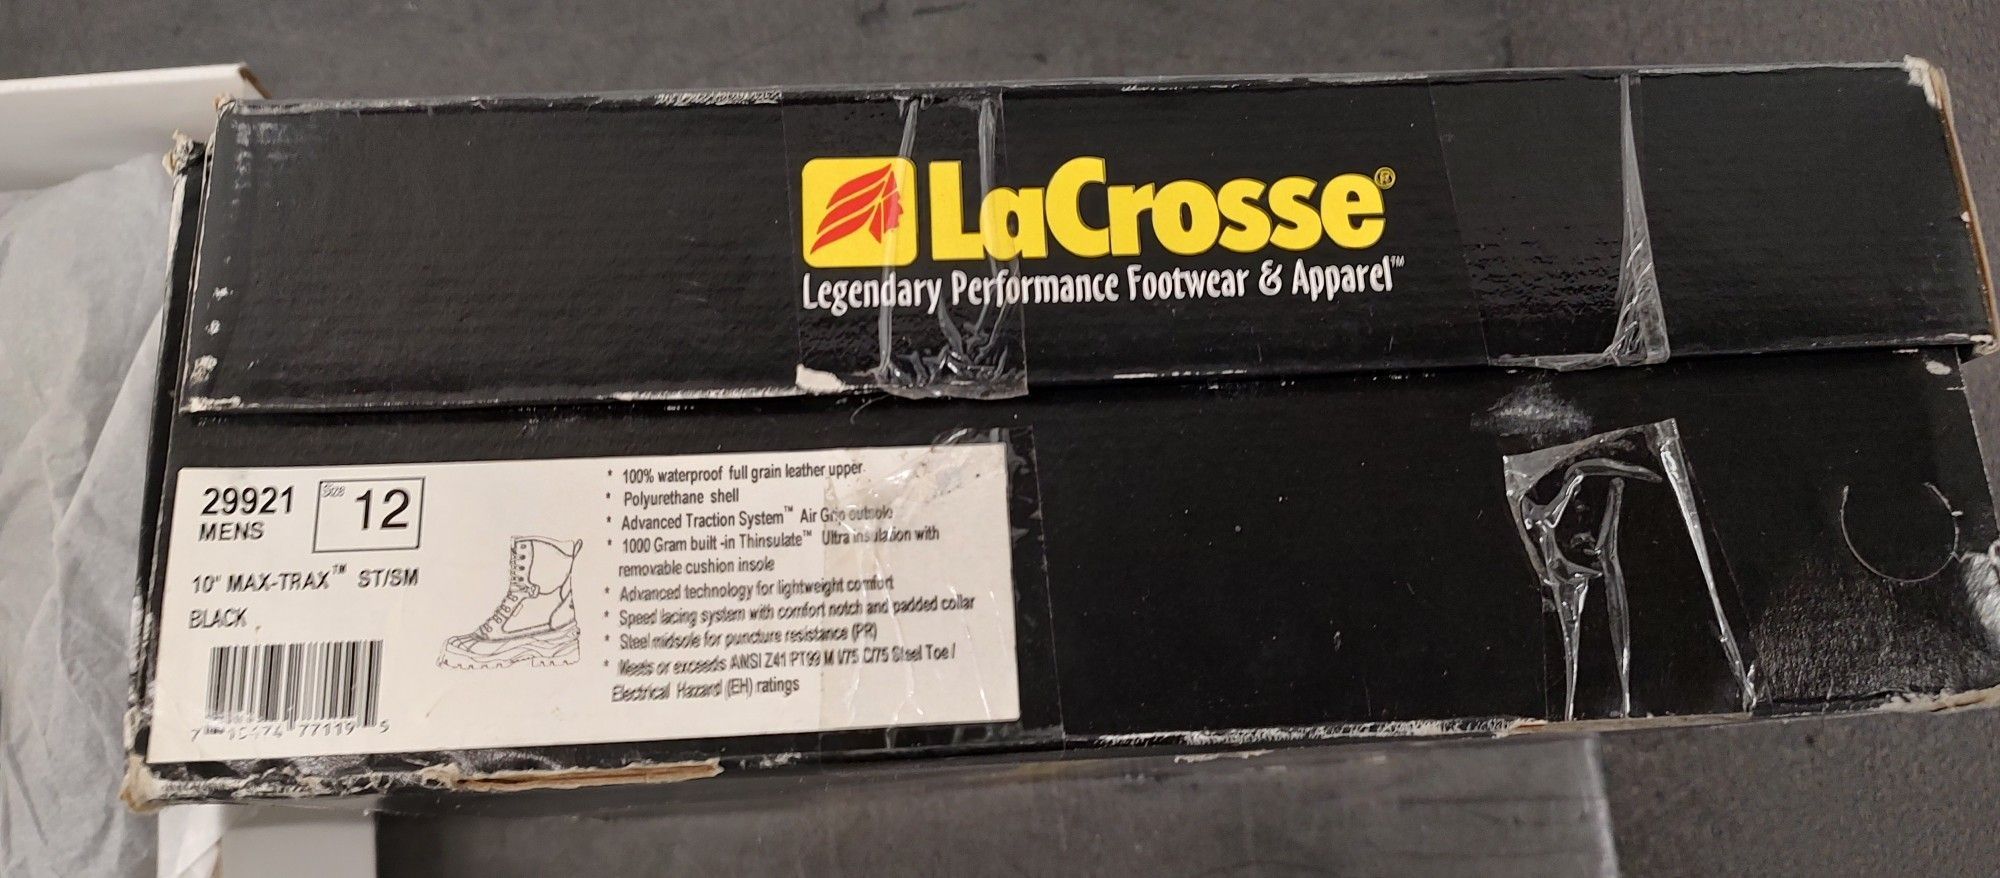 LaCrosse®
Legendary Performance Footwear & Apparel™
29921
MENS
Size
12
10" MAX-TRAX™ ST/SM
BLACK
* 100% waterproof full grain leather upper.
* Polyurethane shell
* Advanced Traction System™ Air Grip outsole
* 1000 Gram built-in Thinsulate™ Ultra insulation with
removable cushion insole
* Advanced technology for lightweight comfort
* Speed lacing system with comfort notch and padded collar
* Steel midsole for puncture resistance (PR)
* Meets or exceeds ANSI Z41 PT99 M I/75 C/75 Steel Toe /
Electrical Hazard (EH) ratings
77119 5